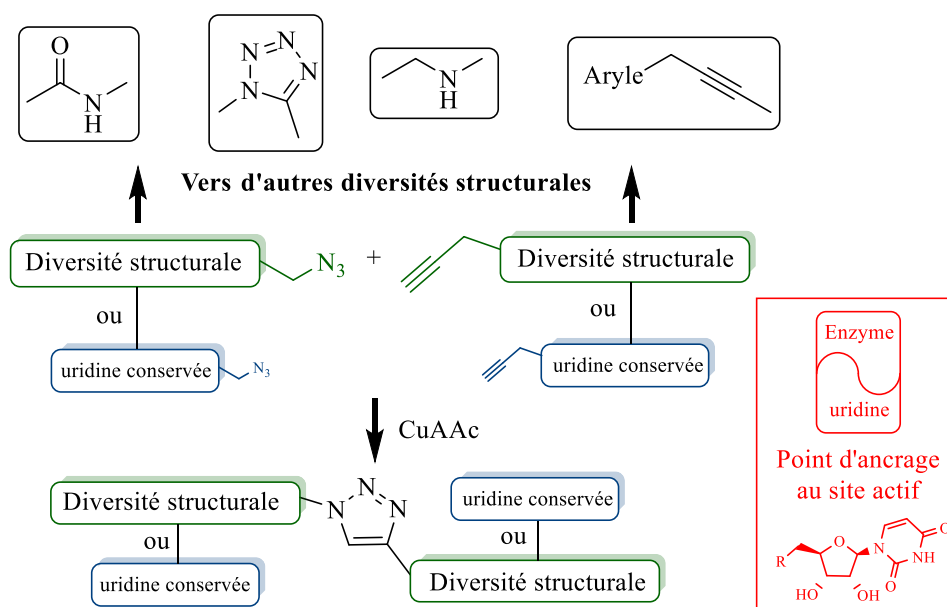 O
N
H
N
N
N
N
N
H
Aryle
Vers d'autres diversités structurales
Diversité structurale
N3
+
Diversité structurale
ou
ou
uridine conservée
N3
uridine conservée
Enzyme
uridine
CuAAc
Point d'ancrage
au site actif
Diversité structurale
N
N
N
uridine conservée
ou
ou
uridine conservée
Diversité structurale
R
O
N
O
NH
O
HO
OH